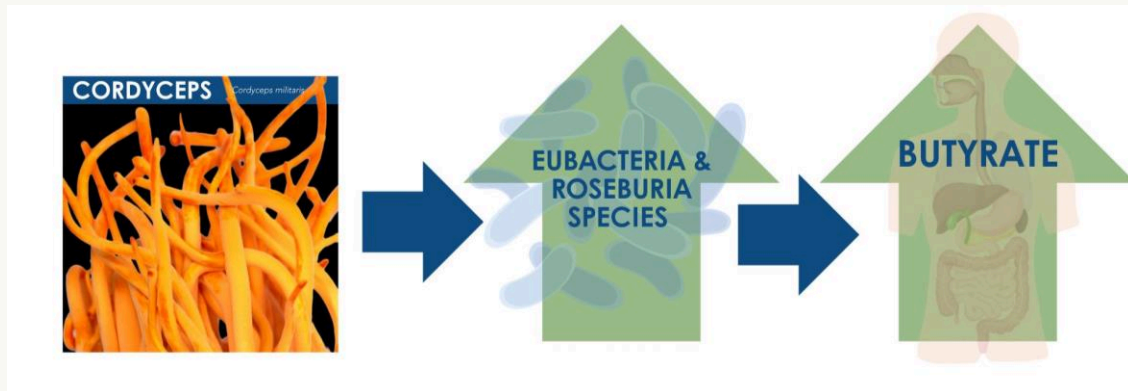 CORDYCEPS
Cordyceps militaris
EUBACTERIA &
ROSEBURIA
SPECIES
BUTYRATE